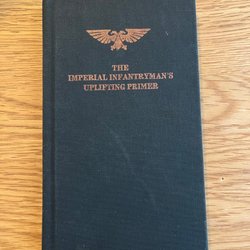 THE
IMPERIAL INFANTRYMAN'S
UPLIFTING PRIMER